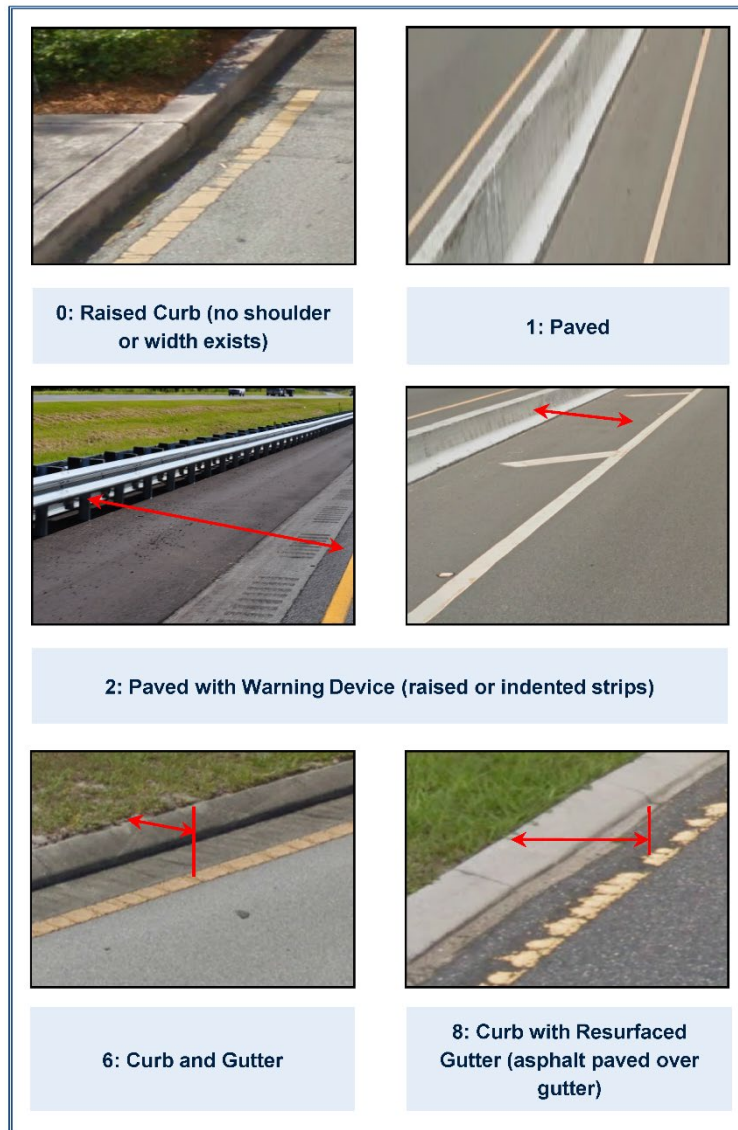 0: Raised Curb (no shoulder
or width exists)
1: Paved
2: Paved with Warning Device (raised or indented strips)
6: Curb and Gutter
8: Curb with Resurfaced
Gutter (asphalt paved over
gutter)